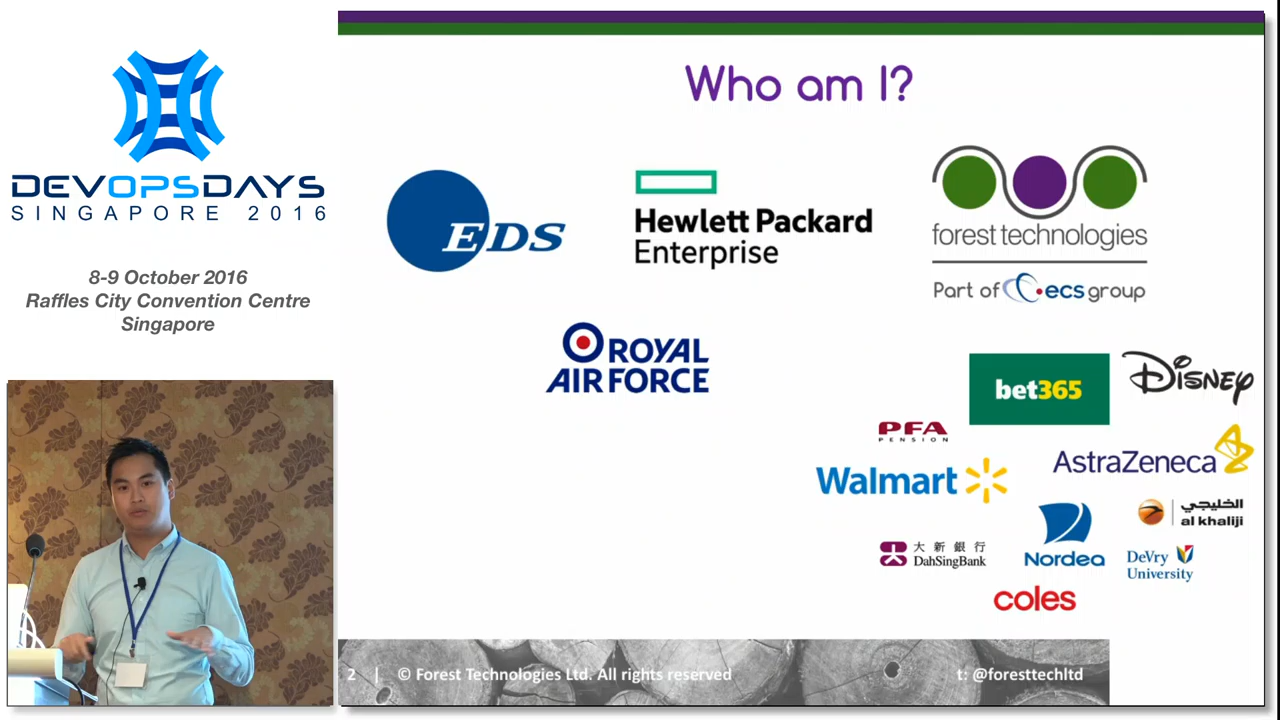 DEVOPSDAYS
SINGAPORE 2016
8-9 October 2016
Raffles City Convention Centre
Singapore
Who am I?
EDS
Hewlett Packard
Enterprise
forest technologies
Part of ecs group
ROYAL
AIR FORCE
bet365
Disney
PFA
PENSION
Walmart
AstraZeneca
الخليجي
al khaliji
大新銀行
DahSingBank
Nordea
DeVry
University
coles
2 | © Forest Technologies Ltd. All rights reserved
t: @foresttechltd